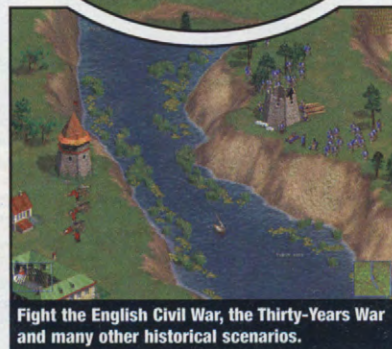 Fight the English Civil War, the Thirty-Years War
and many other historical scenarios.